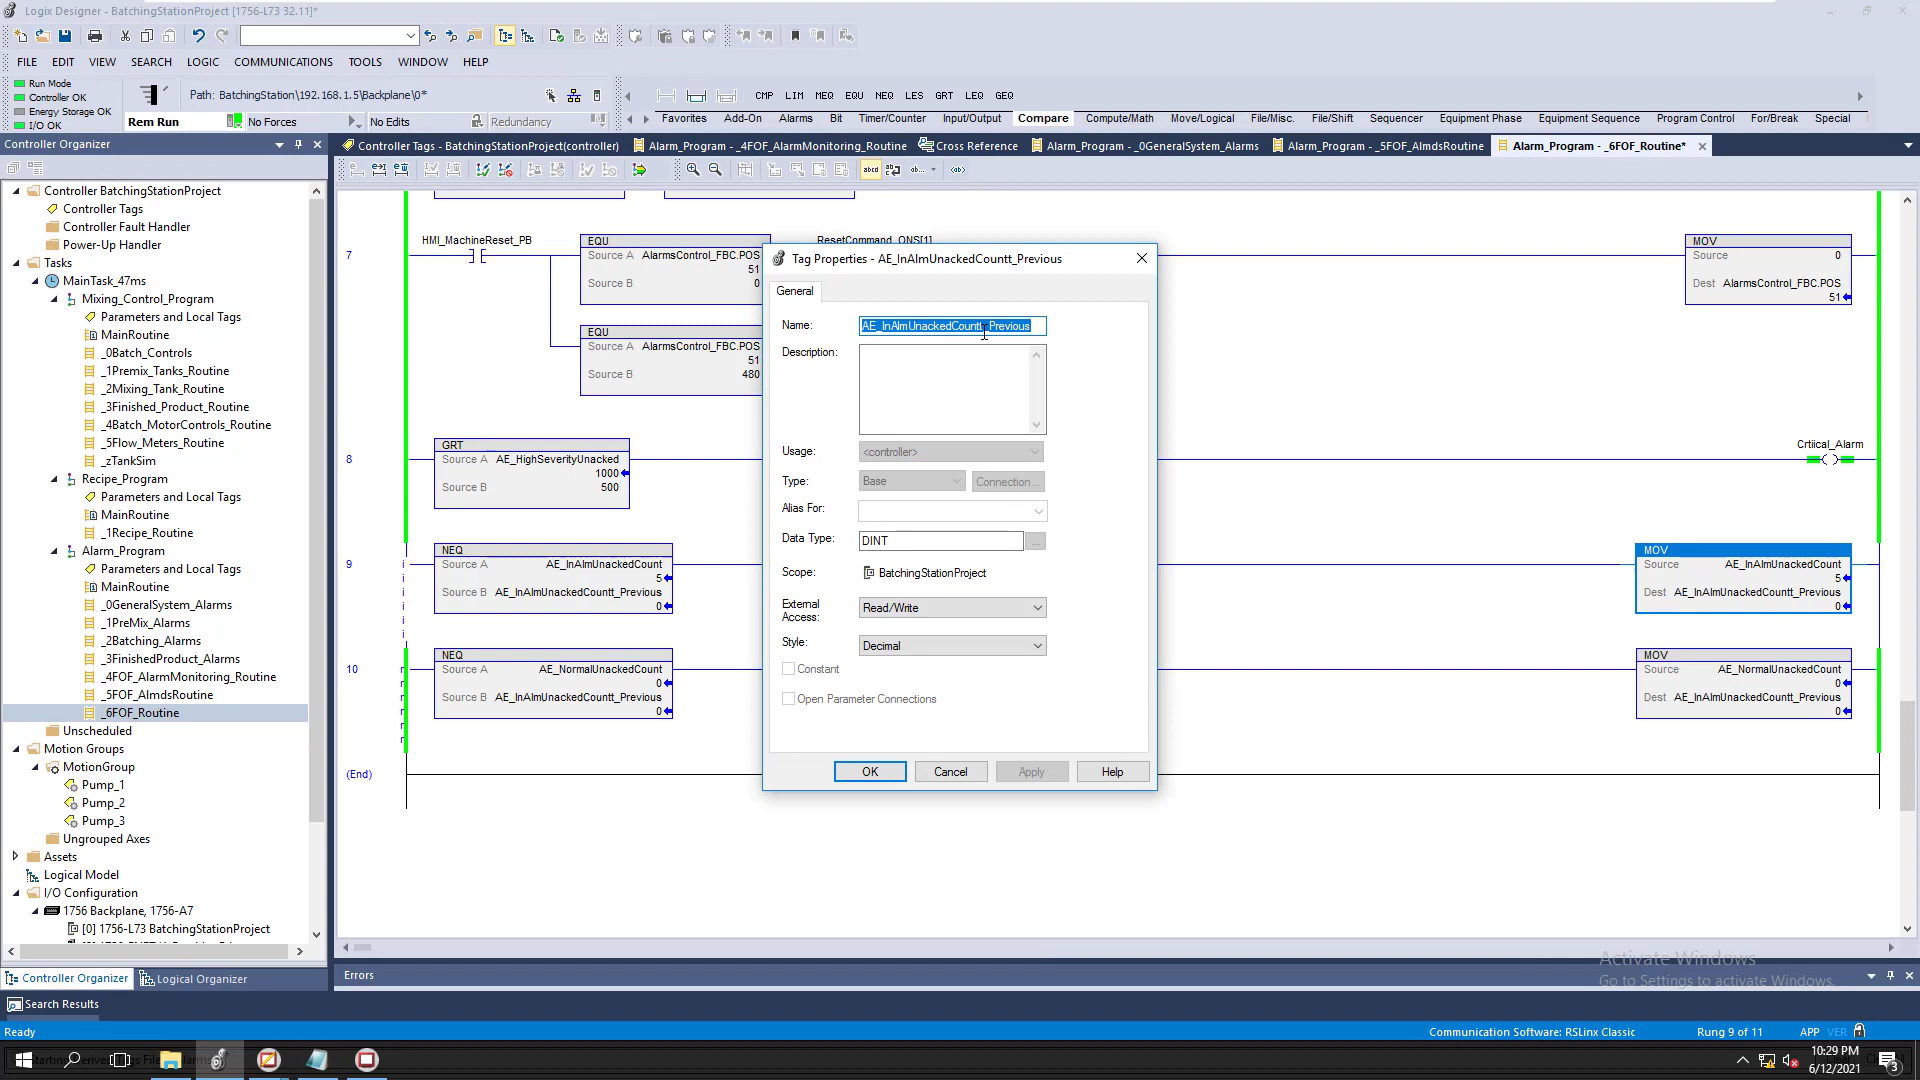 Logix Designer - BatchingStationProject [1756-L73 32.11]*
FILE EDIT VIEW SEARCH LOGIC COMMUNICATIONS TOOLS WINDOW HELP
Run Mode
Controller OK
Energy Storage OK
I/O OK
Path: BatchingStation\192.168.1.5\Backplane\0*
Rem Run No Forces No Edits Redundancy
CMP LIM MEQ EQU NEQ LES GRT LEQ GEQ
Favorites Add-On Alarms Bit Timer/Counter Input/Output Compare Compute/Math Move/Logical File/Misc. File/Shift Sequencer Equipment Phase Equipment Sequence Program Control For/Break Special
Controller Organizer
Controller Tags - BatchingStationProject(controller) Alarm_Program - _4FOF_AlarmMonitoring_Routine Cross Reference Alarm_Program - _0GeneralSystem_Alarms Alarm_Program - _5FOF_AlmdsRoutine Alarm_Program - _6FOF_Routine*
Controller BatchingStationProject
Controller Tags
Controller Fault Handler
Power-Up Handler
Tasks
MainTask_47ms
Mixing_Control_Program
Parameters and Local Tags
MainRoutine
_0Batch_Controls
_1Premix_Tanks_Routine
_2Mixing_Tank_Routine
_3Finished_Product_Routine
_4Batch_MotorControls_Routine
_5Flow_Meters_Routine
_zTankSim
Recipe_Program
Parameters and Local Tags
MainRoutine
_1Recipe_Routine
Alarm_Program
Parameters and Local Tags
MainRoutine
_0GeneralSystem_Alarms
_1PreMix_Alarms
_2Batching_Alarms
_3FinishedProduct_Alarms
_4FOF_AlarmMonitoring_Routine
_5FOF_AlmdsRoutine
_6FOF_Routine
Unscheduled
Motion Groups
MotionGroup
Pump_1
Pump_2
Pump_3
Ungrouped Axes
Assets
Logical Model
I/O Configuration
1756 Backplane, 1756-A7
[0] 1756-L73 BatchingStationProject
Controller Organizer Logical Organizer
7
HMI_MachineReset_PB
EQU
Source A AlarmsControl_FBC.POS
51
Source B 0
EQU
Source A AlarmsControl_FBC.POS
51
Source B 480
ResetCommand_ONS[1]
MOV
Source 0
Dest AlarmsControl_FBC.POS
51
8
GRT
Source A AE_HighSeverityUnacked
1000
Source B 500
Crtiical_Alarm
9
NEQ
Source A AE_InAlmUnackedCount
5
Source B AE_InAlmUnackedCountt_Previous
0
MOV
Source AE_InAlmUnackedCount
5
Dest AE_InAlmUnackedCountt_Previous
0
10
NEQ
Source A AE_NormalUnackedCount
0
Source B AE_InAlmUnackedCountt_Previous
0
MOV
Source AE_NormalUnackedCount
0
Dest AE_InAlmUnackedCountt_Previous
0
(End)
Tag Properties - AE_InAlmUnackedCountt_Previous
General
Name: AE_InAlmUnackedCountt_Previous
Description:
Usage: <controller>
Type: Base Connection...
Alias For:
Data Type: DINT ...
Scope: BatchingStationProject
External Access: Read/Write
Style: Decimal
Constant
Open Parameter Connections
OK Cancel Apply Help
Errors
Activate Windows
Go to Settings to activate Windows.
Search Results
Ready
Communication Software: RSLinx Classic Rung 9 of 11 APP VER
10:29 PM
6/12/2021
3